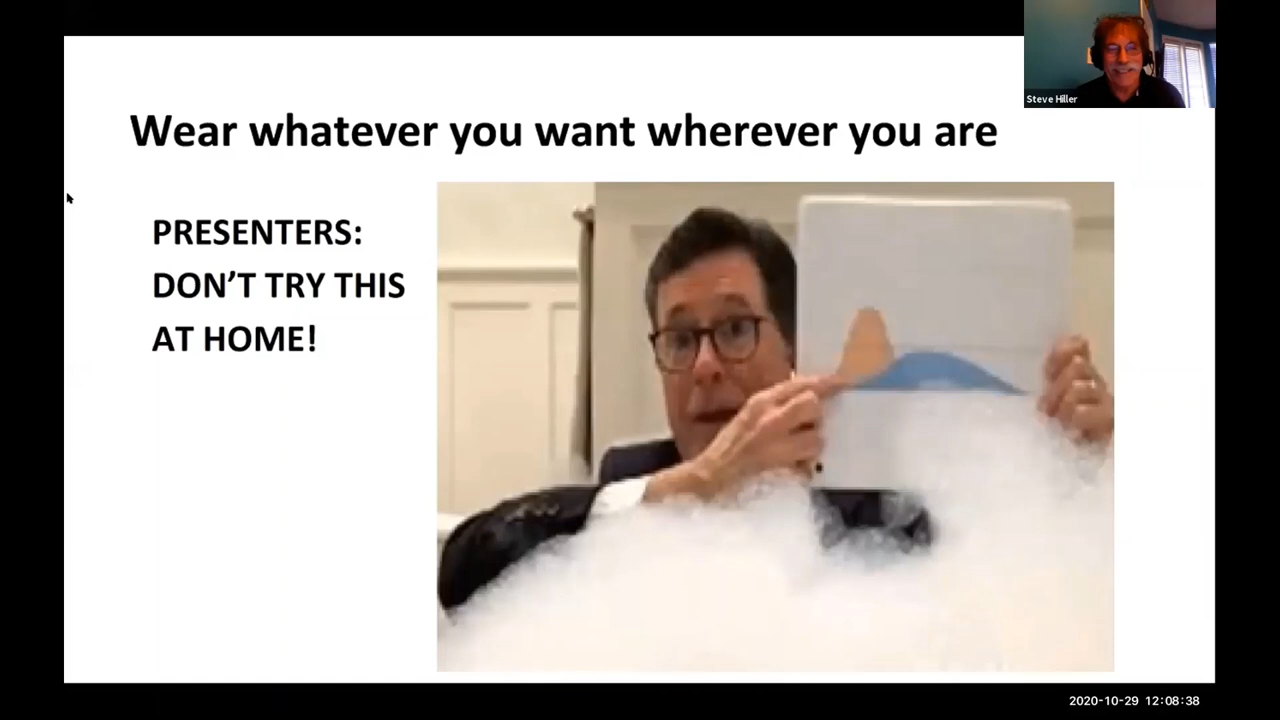 Steve Hiller
Wear whatever you want wherever you are
PRESENTERS:
DON’T TRY THIS
AT HOME!
2020-10-29 12:08:38